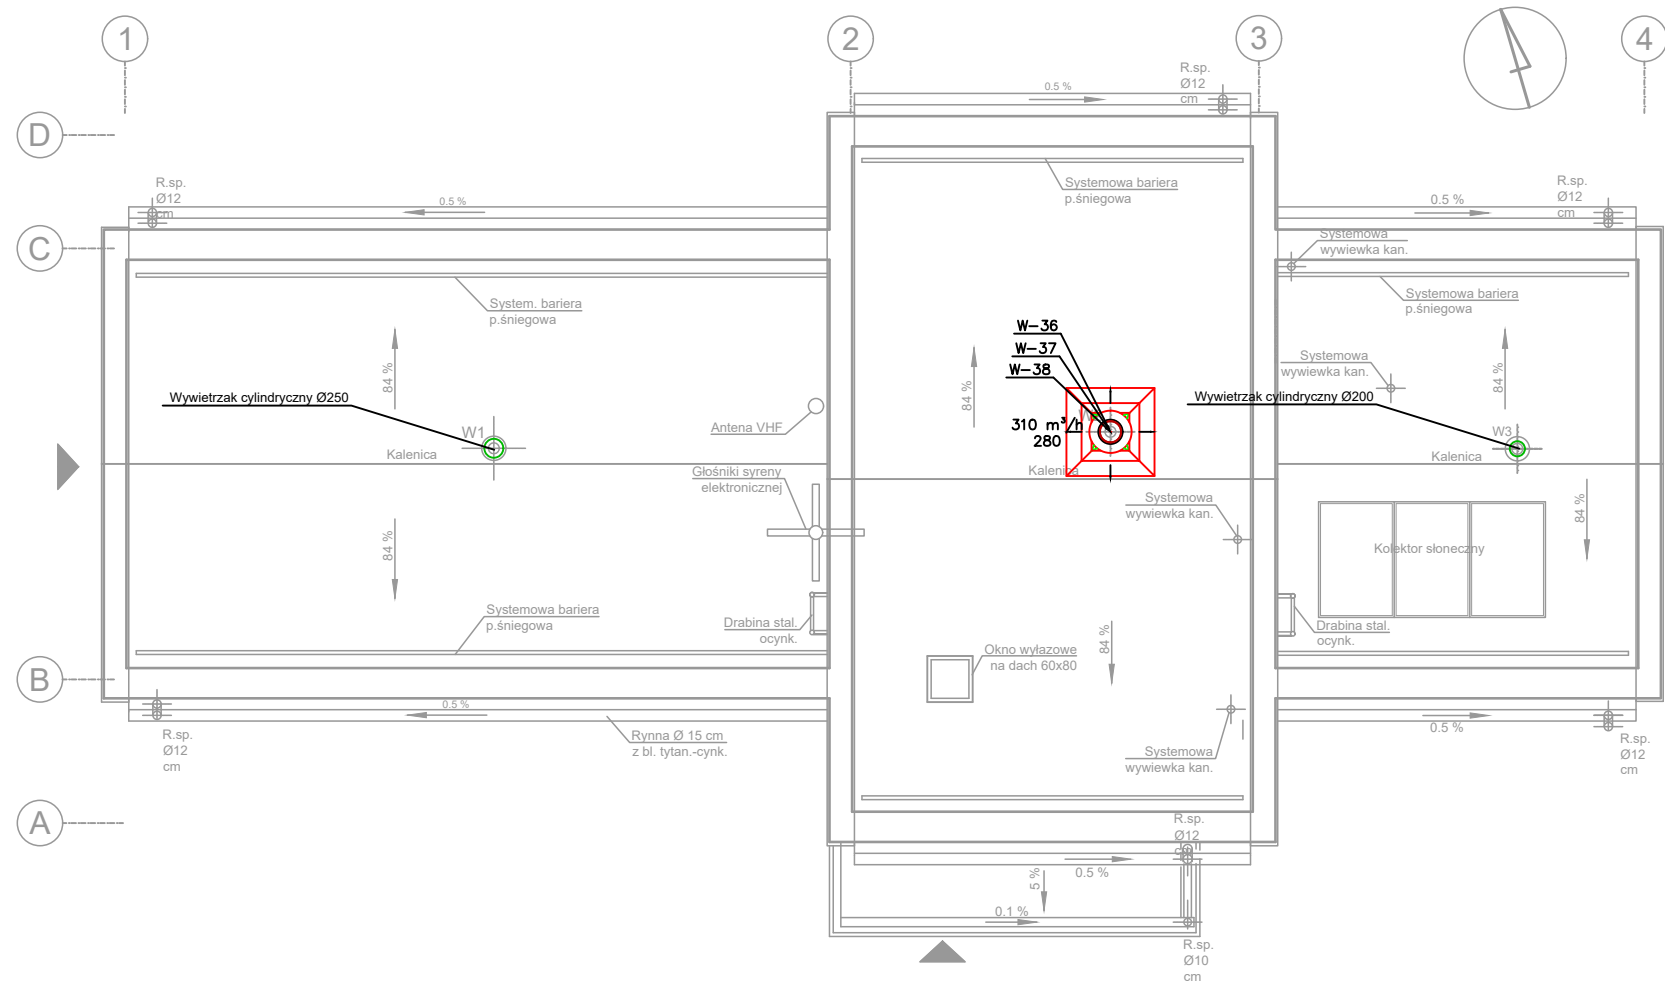 1
2
3
4
D
C
B
A
R.sp.
Ø12
cm
0.5 %
R.sp.
Ø12
cm
0.5 %
0.5 %
R.sp.
Ø12
cm
Systemowa bariera
p.śniegowa
Systemowa
wywiewka kan.
System. bariera
p.śniegowa
Systemowa bariera
p.śniegowa
84 %
Wywietrzak cylindryczny Ø250
W1
Kalenica
Antena VHF
Głośniki syreny
elektronicznej
84 %
W-36
W-37
W-38
310 m³/h
280
Kalenica
84 %
Systemowa
wywiewka kan.
84 %
Wywietrzak cylindryczny Ø200
W3
Kalenica
Systemowa
wywiewka kan.
Kolektor słoneczny
84 %
Systemowa bariera
p.śniegowa
Drabina stal.
ocynk.
Okno wyłazowe
na dach 60x80
84 %
Drabina stal.
ocynk.
0.5 %
R.sp.
Ø12
cm
Rynna Ø 15 cm
z bl. tytan.-cynk.
Systemowa
wywiewka kan.
0.5 %
R.sp.
Ø12
cm
R.sp.
Ø12
0.5 %
5 %
0.1 %
R.sp.
Ø10
cm